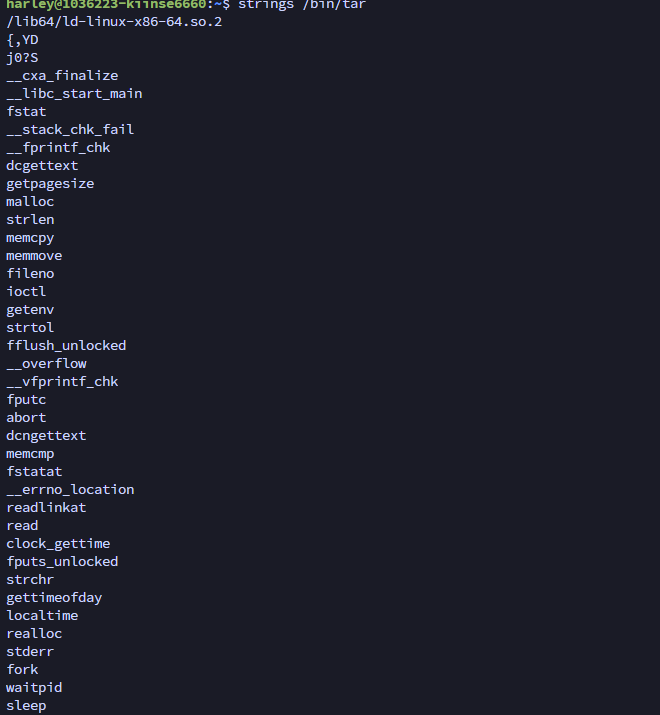 harley@1036223-kiinse6660:~$ strings /bin/tar
/lib64/ld-linux-x86-64.so.2
{,YD
j0?S
__cxa_finalize
__libc_start_main
fstat
__stack_chk_fail
__fprintf_chk
dcgettext
getpagesize
malloc
strlen
memcpy
memmove
fileno
ioctl
getenv
strtol
fflush_unlocked
__overflow
__vfprintf_chk
fputc
abort
dcngettext
memcmp
fstatat
__errno_location
readlinkat
read
clock_gettime
fputs_unlocked
strchr
gettimeofday
localtime
realloc
stderr
fork
waitpid
sleep